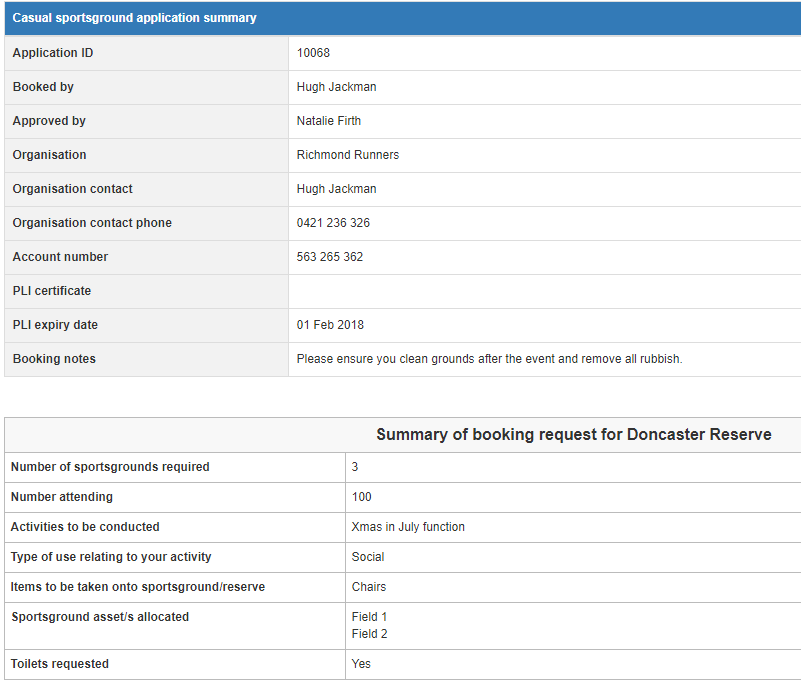 Casual sportsground application summary
Application ID 10068
Booked by Hugh Jackman
Approved by Natalie Firth
Organisation Richmond Runners
Organisation contact Hugh Jackman
Organisation contact phone 0421 236 326
Account number 563 265 362
PLI certificate
PLI expiry date 01 Feb 2018
Booking notes Please ensure you clean grounds after the event and remove all rubbish.
Summary of booking request for Doncaster Reserve
Number of sportsgrounds required 3
Number attending 100
Activities to be conducted Xmas in July function
Type of use relating to your activity Social
Items to be taken onto sportsground/reserve Chairs
Sportsground asset/s allocated Field 1
Field 2
Toilets requested Yes